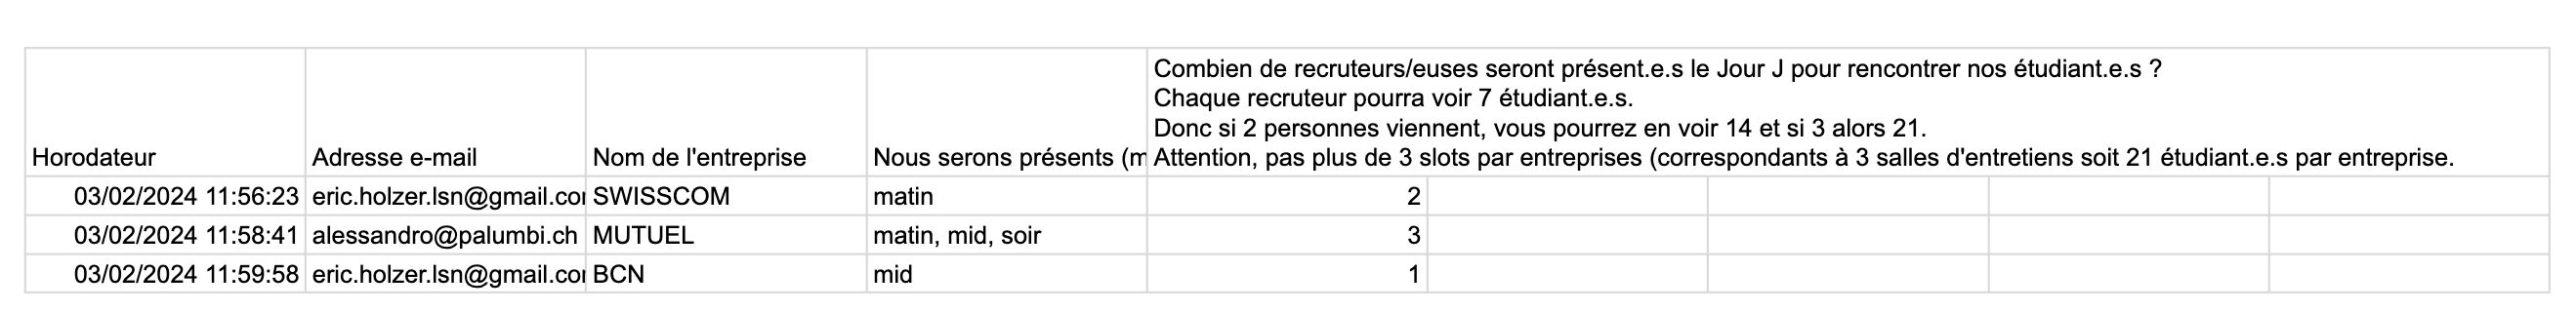 Combien de recruteurs/euses seront présent.e.s le Jour J pour rencontrer nos étudiant.e.s ?
Chaque recruteur pourra voir 7 étudiant.e.s.
Donc si 2 personnes viennent, vous pourrez en voir 14 et si 3 alors 21.
Horodateur Adresse e-mail Nom de l'entreprise Nous serons présents (m Attention, pas plus de 3 slots par entreprises (correspondants à 3 salles d'entretiens soit 21 étudiant.e.s par entreprise.
03/02/2024 11:56:23 eric.holzer.lsn@gmail.co SWISSCOM matin 2
03/02/2024 11:58:41 alessandro@palumbi.ch MUTUEL matin, mid, soir 3
03/02/2024 11:59:58 eric.holzer.lsn@gmail.co BCN mid 1